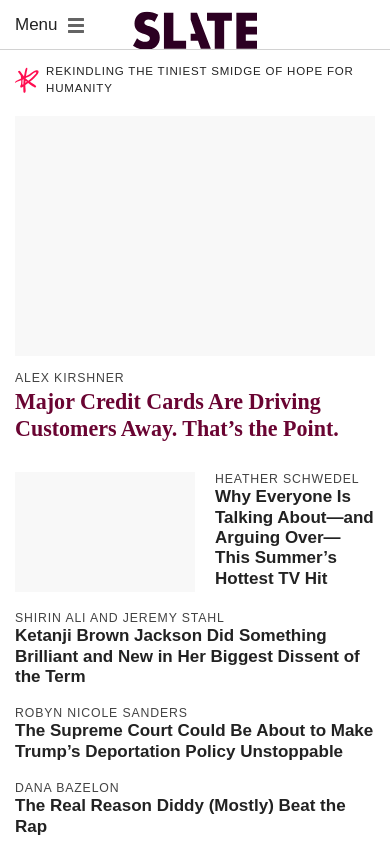 Menu
SLATE
REKINDLING THE TINIEST SMIDGE OF HOPE FOR
HUMANITY
ALEX KIRSHNER
Major Credit Cards Are Driving
Customers Away. That’s the Point.
HEATHER SCHWEDEL
Why Everyone Is
Talking About—and
Arguing Over—
This Summer’s
Hottest TV Hit
SHIRIN ALI AND JEREMY STAHL
Ketanji Brown Jackson Did Something
Brilliant and New in Her Biggest Dissent of
the Term
ROBYN NICOLE SANDERS
The Supreme Court Could Be About to Make
Trump’s Deportation Policy Unstoppable
DANA BAZELON
The Real Reason Diddy (Mostly) Beat the
Rap